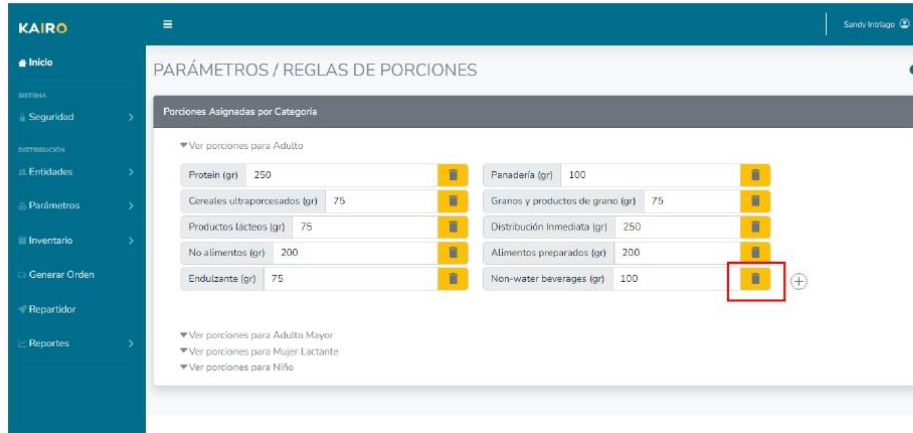 KAIRO
Sandy Intriago
Inicio
PARÁMETROS / REGLAS DE PORCIONES
SISTEMA
Seguridad
Porciones Asignadas por Categoría
DISTRIBUCIÓN
Ver porciones para Adulto
Entidades
Protein (gr) 250 Panadería (gr) 100
Parámetros
Cereales ultraporcesados (gr) 75 Granos y productos de grano (gr) 75
Productos lácteos (gr) 75 Distribución Inmediata (gr) 250
Inventario
No alimentos (gr) 200 Alimentos preparados (gr) 200
Generar Orden
Endulzante (gr) 75 Non-water beverages (gr) 100
Repartidor
Ver porciones para Adulto Mayor
Reportes
Ver porciones para Mujer Lactante
Ver porciones para Niño